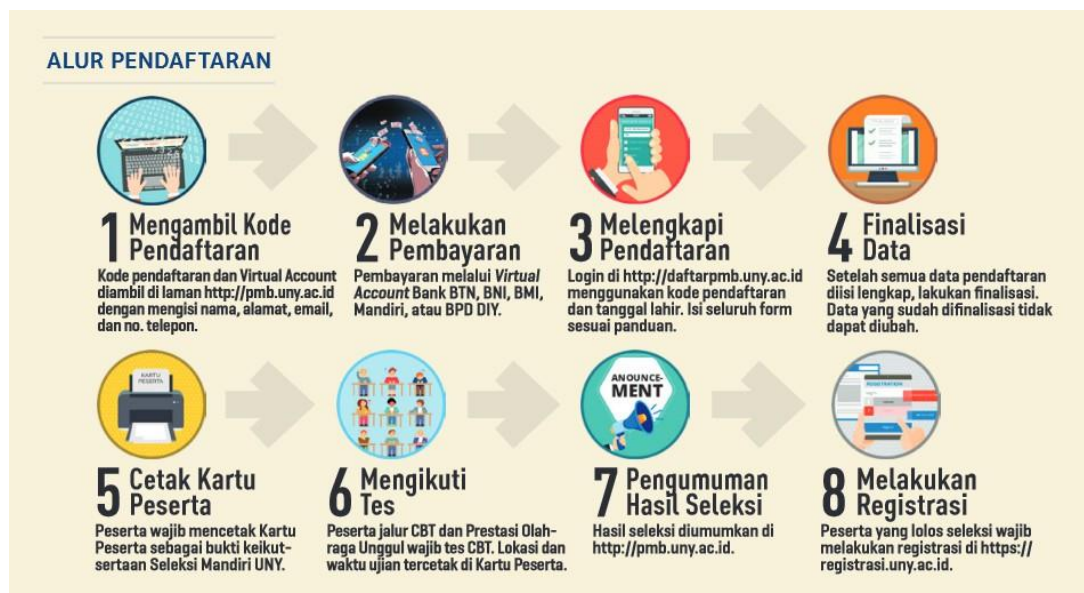 ALUR PENDAFTARAN
1 Mengambil Kode
Pendaftaran
Kode pendaftaran dan Virtual Account
diambil di laman http://pmb.uny.ac.id
dengan mengisi nama, alamat, email,
dan no. telepon.
2 Melakukan
Pembayaran
Pembayaran melalui Virtual
Account Bank BTN, BNI, BMI,
Mandiri, atau BPD DIY.
3 Melengkapi
Pendaftaran
Login di http://daftarpmb.uny.ac.id
menggunakan kode pendaftaran
dan tanggal lahir. Isi seluruh form
sesuai panduan.
4 Finalisasi
Data
Setelah semua data pendaftaran
diisi lengkap, lakukan finalisasi.
Data yang sudah difinalisasi tidak
dapat diubah.
KARTU
PESERTA
5 Cetak Kartu
Peserta
Peserta wajib mencetak Kartu
Peserta sebagai bukti keikut-
sertaan Seleksi Mandiri UNY.
6 Mengikuti
Tes
Peserta jalur CBT dan Prestasi Olah-
raga Unggul wajib tes CBT. Lokasi dan
waktu ujian tercetak di Kartu Peserta.
ANOUNCE-
MENT
7 Pengumuman
Hasil Seleksi
Hasil seleksi diumumkan di
http://pmb.uny.ac.id.
REGISTRATION
8 Melakukan
Registrasi
Peserta yang lolos seleksi wajib
melakukan registrasi di https://
registrasi.uny.ac.id.